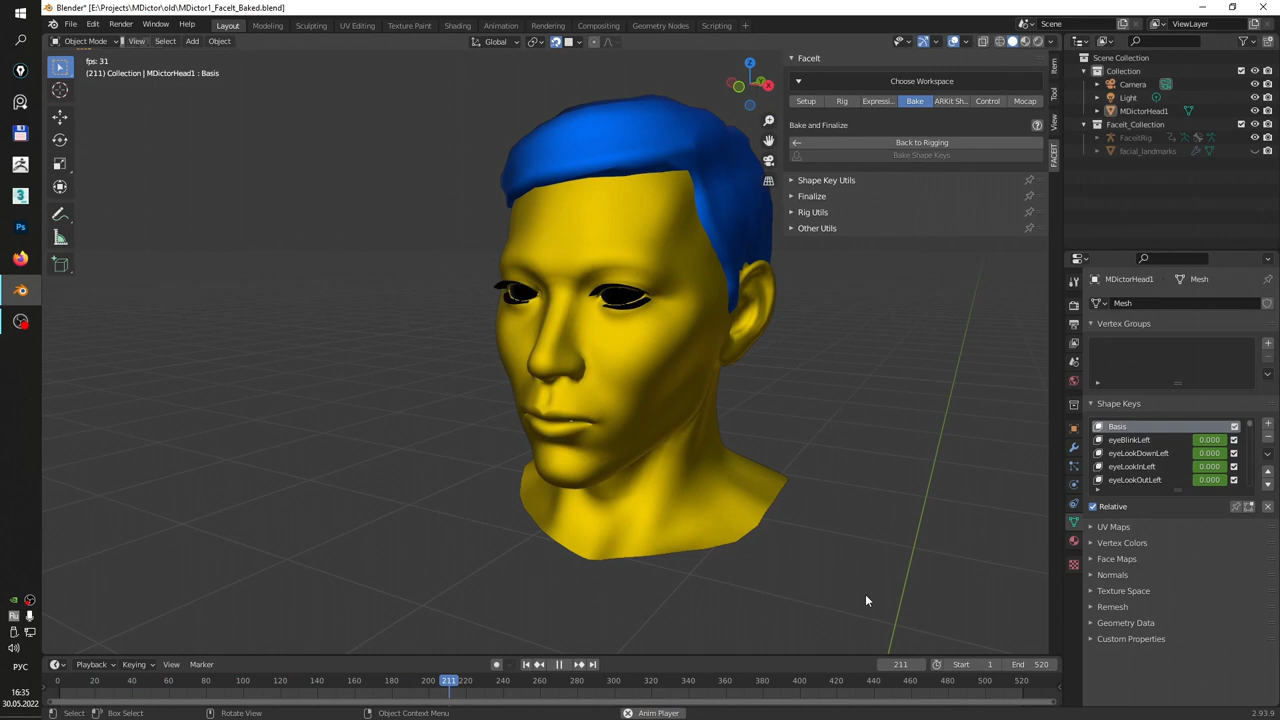 Blender* [E:\Projects\MDictor\old\MDictor1_FaceIt_Baked.blend]
File Edit Render Window Help Layout Modeling Sculpting UV Editing Texture Paint Shading Animation Rendering Compositing Geometry Nodes Scripting + Scene ViewLayer
Object Mode View Select Add Object Global
fps: 31
(211) Collection | MDictorHead1 : Basis
FaceIt
Choose Workspace
Setup Rig Expressi... Bake ARKit Sh... Control Mocap
Bake and Finalize
Back to Rigging
Bake Shape Keys
Shape Key Utils
Finalize
Rig Utils
Other Utils
Item
Tool
View
FACEIT
Scene Collection
Collection
Camera
Light
MDictorHead1
Faceit_Collection
FaceitRig
facial_landmarks
MDictorHead1 Mesh
Mesh
Vertex Groups
Shape Keys
Basis
eyeBlinkLeft 0.000
eyeLookDownLeft 0.000
eyeLookInLeft 0.000
eyeLookOutLeft 0.000
Relative
UV Maps
Vertex Colors
Face Maps
Normals
Texture Space
Remesh
Geometry Data
Custom Properties
Playback Keying View Marker 211 Start 1 End 520
0 20 40 60 80 100 120 140 160 180 200 211 220 240 260 280 300 320 340 360 380 400 420 440 460 480 500 520
Select Box Select Rotate View Object Context Menu Anim Player 2.93.9
3
Ps
Ru
РУС
16:35
30.05.2022